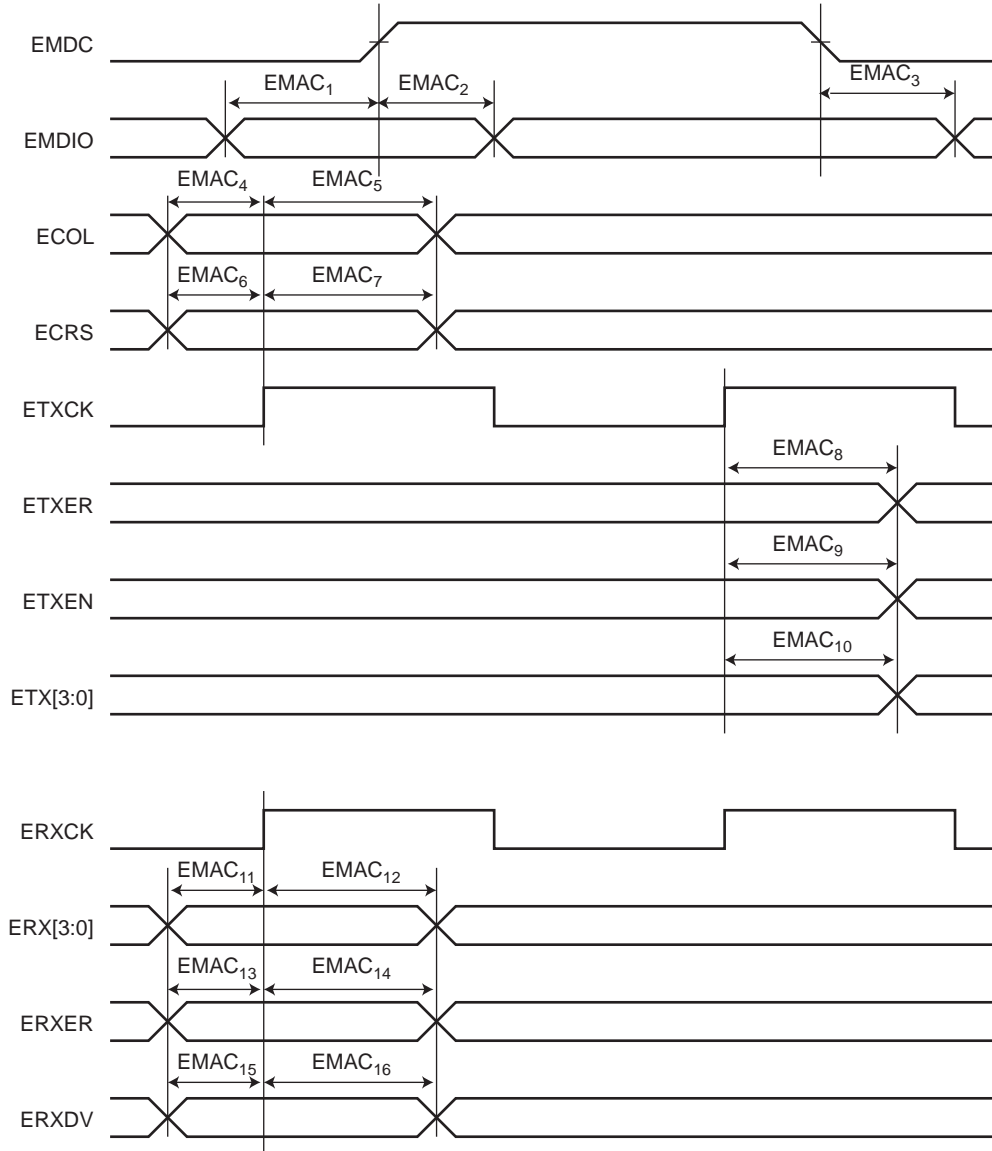 EMDC
EMAC₁ EMAC₂ EMAC₃
EMDIO
EMAC₄ EMAC₅
ECOL
EMAC₆ EMAC₇
ECRS
ETXCK
EMAC₈
ETXER
EMAC₉
ETXEN
EMAC₁₀
ETX[3:0]
ERXCK
EMAC₁₁ EMAC₁₂
ERX[3:0]
EMAC₁₃ EMAC₁₄
ERXER
EMAC₁₅ EMAC₁₆
ERXDV